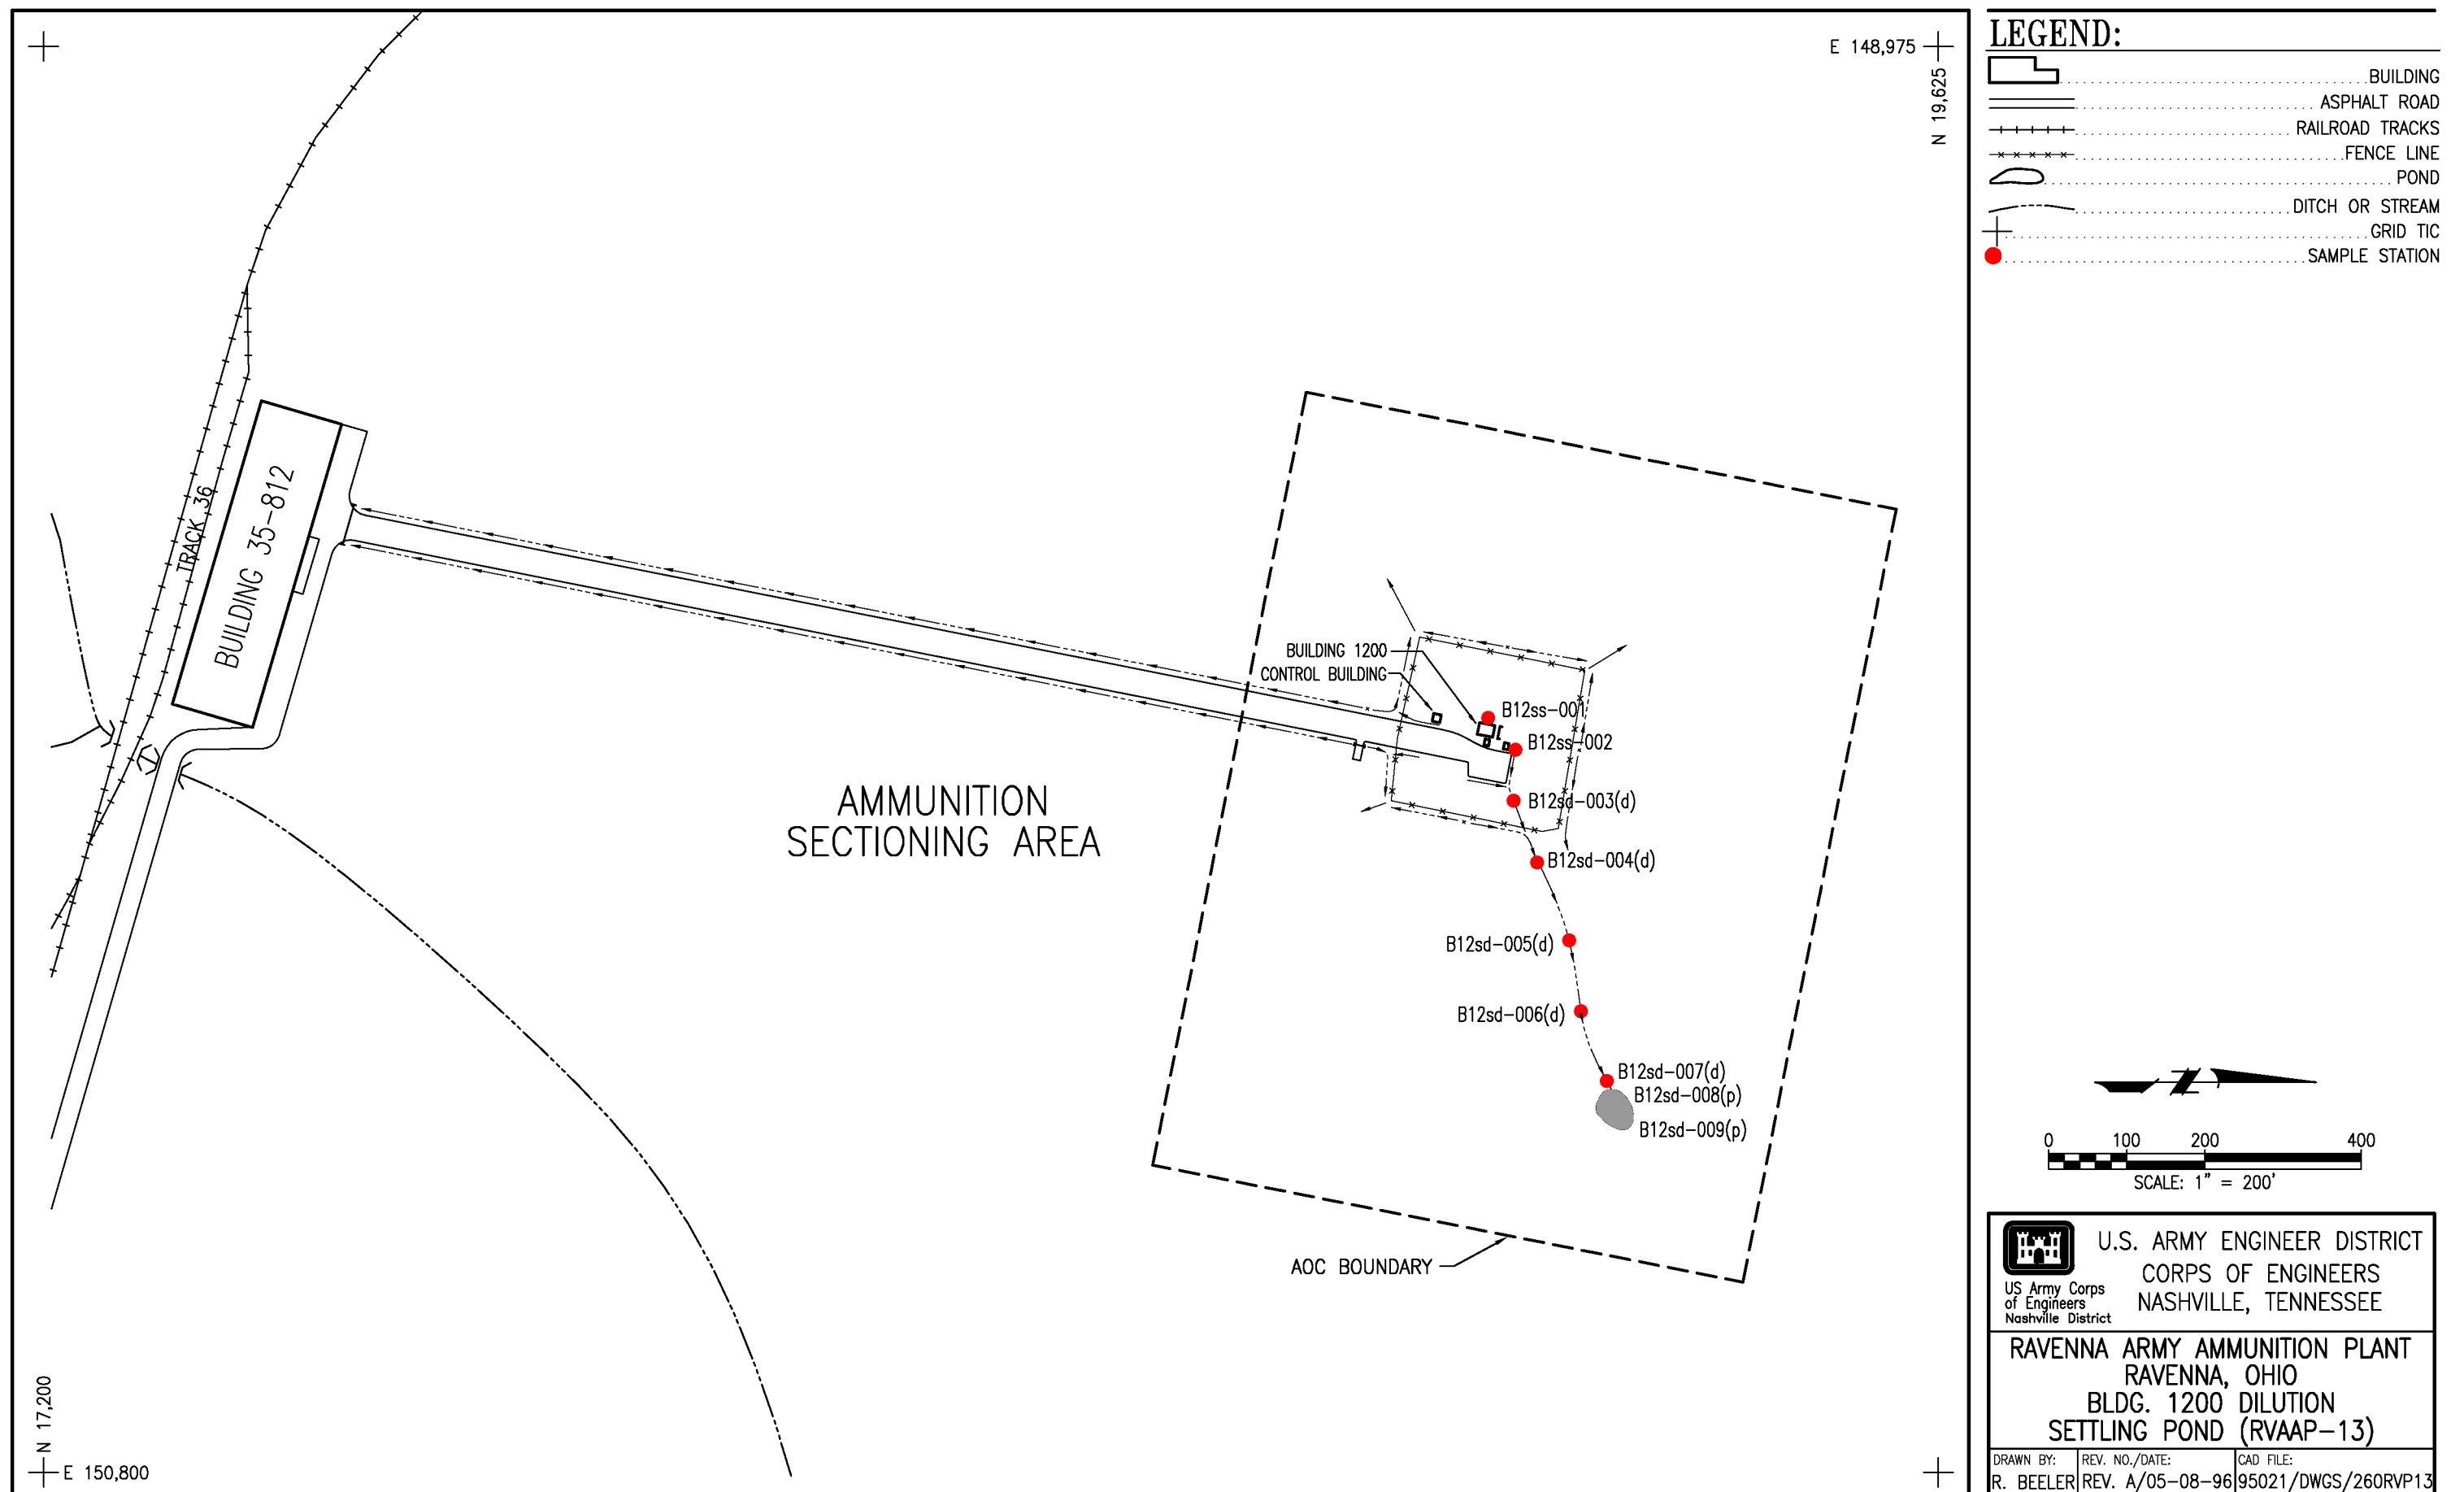 E 148,975
N 19,625
TRACK 36
BUILDING 35-812
BUILDING 1200
CONTROL BUILDING
B12ss-001
B12ss-002
AMMUNITION
SECTIONING AREA
B12sd-003(d)
B12sd-004(d)
B12sd-005(d)
B12sd-006(d)
B12sd-007(d)
B12sd-008(p)
B12sd-009(p)
AOC BOUNDARY
N 17,200
E 150,800
LEGEND:
BUILDING
ASPHALT ROAD
RAILROAD TRACKS
FENCE LINE
POND
DITCH OR STREAM
GRID TIC
SAMPLE STATION
N
0 100 200 400
SCALE: 1" = 200'
US Army Corps
of Engineers
Nashville District
U.S. ARMY ENGINEER DISTRICT
CORPS OF ENGINEERS
NASHVILLE, TENNESSEE
RAVENNA ARMY AMMUNITION PLANT
RAVENNA, OHIO
BLDG. 1200 DILUTION
SETTLING POND (RVAAP-13)
DRAWN BY:
R. BEELER
REV. NO./DATE:
REV. A/05-08-96
CAD FILE:
95021/DWGS/260RVP13